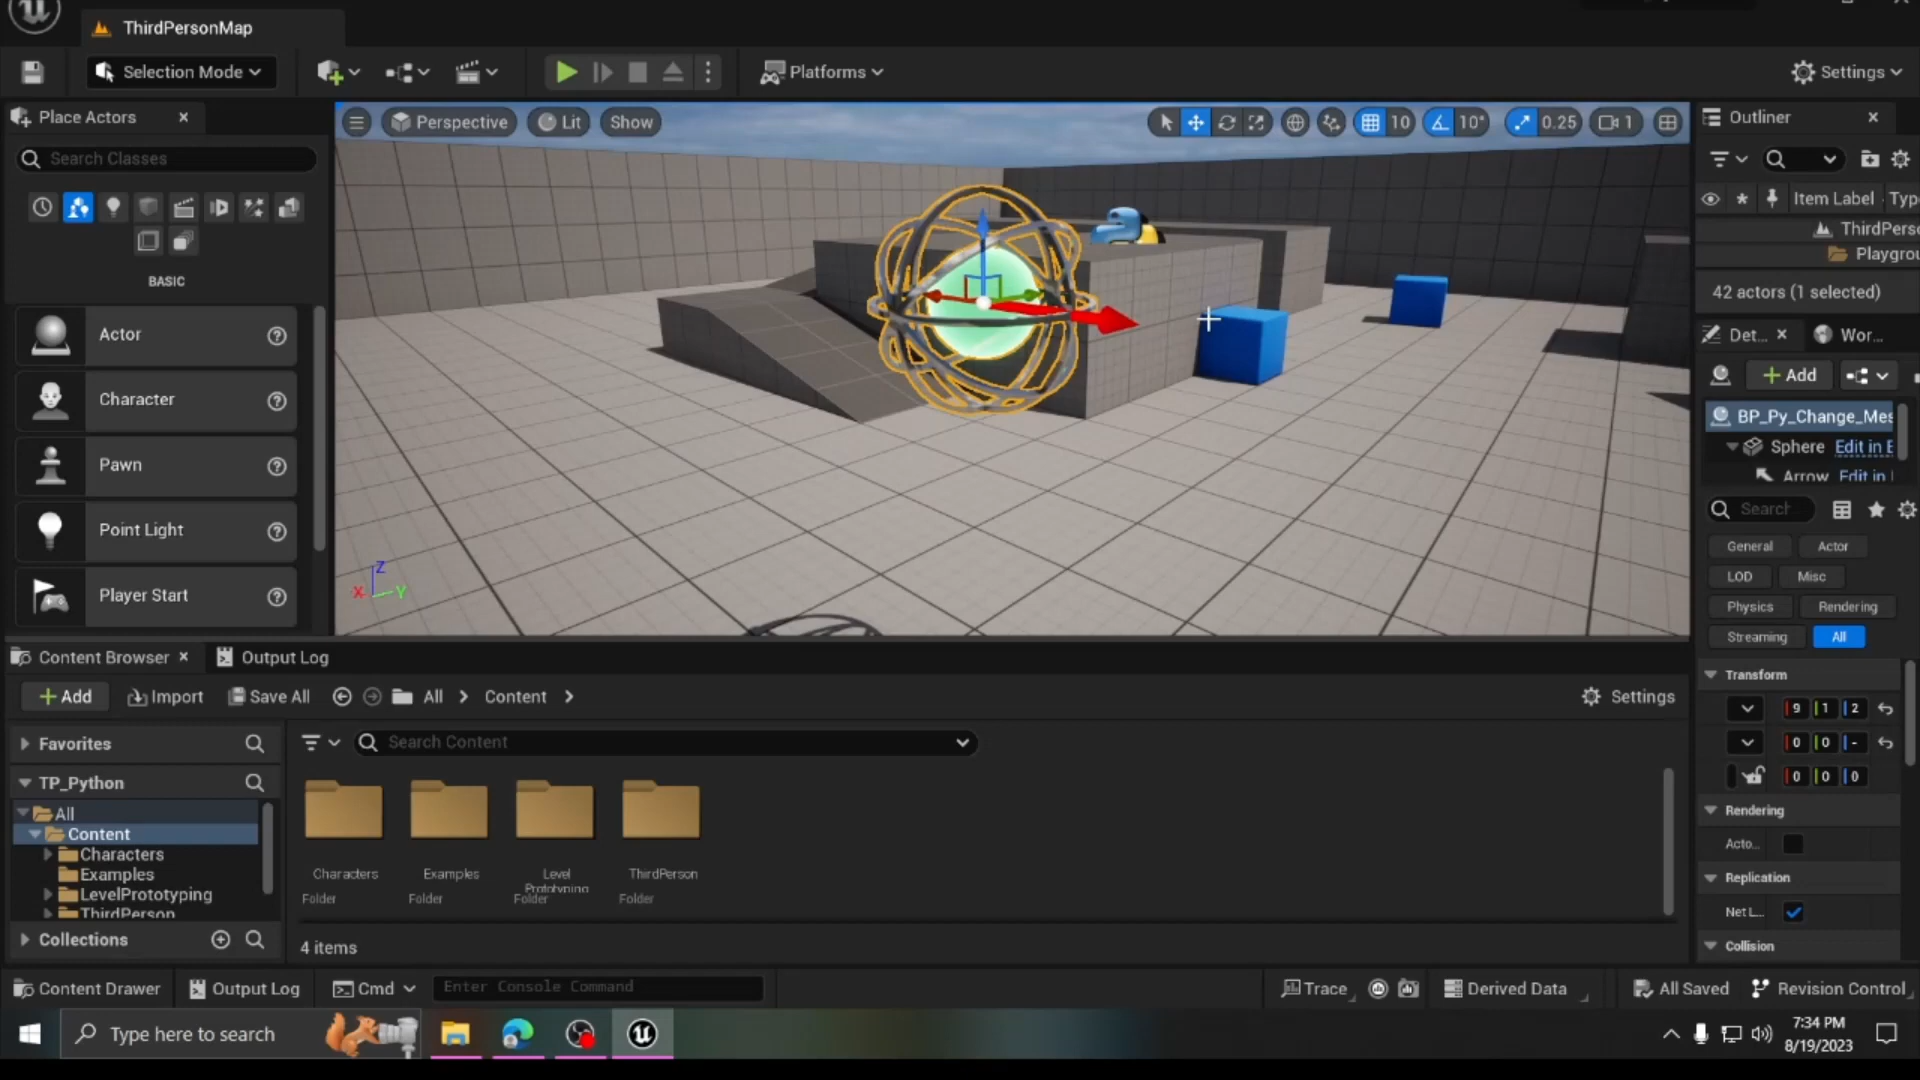 ThirdPersonMap
Selection Mode
Platforms
Settings
Place Actors
Search Classes
BASIC
Actor
Character
Pawn
Point Light
Player Start
Perspective
Lit
Show
10
10°
0.25
1
X
Z
Y
Outliner
Item Label
Typ
ThirdPerso
Playgrou
42 actors (1 selected)
Det...
Wor...
+ Add
BP_Py_Change_Mes
Sphere
Edit in E
Arrow
Edit in
Search
General
Actor
LOD
Misc
Physics
Rendering
Streaming
All
Transform
9 1 2
0 0 -
0 0 0
Rendering
Acto...
Replication
Net L...
Collision
Content Browser
Output Log
+ Add
Import
Save All
All > Content >
Settings
Favorites
Search Content
TP_Python
All
Content
Characters
Examples
LevelPrototyping
ThirdPerson
Collections
Characters
Folder
Examples
Folder
Level
Prototyping
Folder
ThirdPerson
Folder
4 items
Content Drawer
Output Log
Cmd
Enter Console Command
Trace
Derived Data
All Saved
Revision Control
Type here to search
7:34 PM
8/19/2023